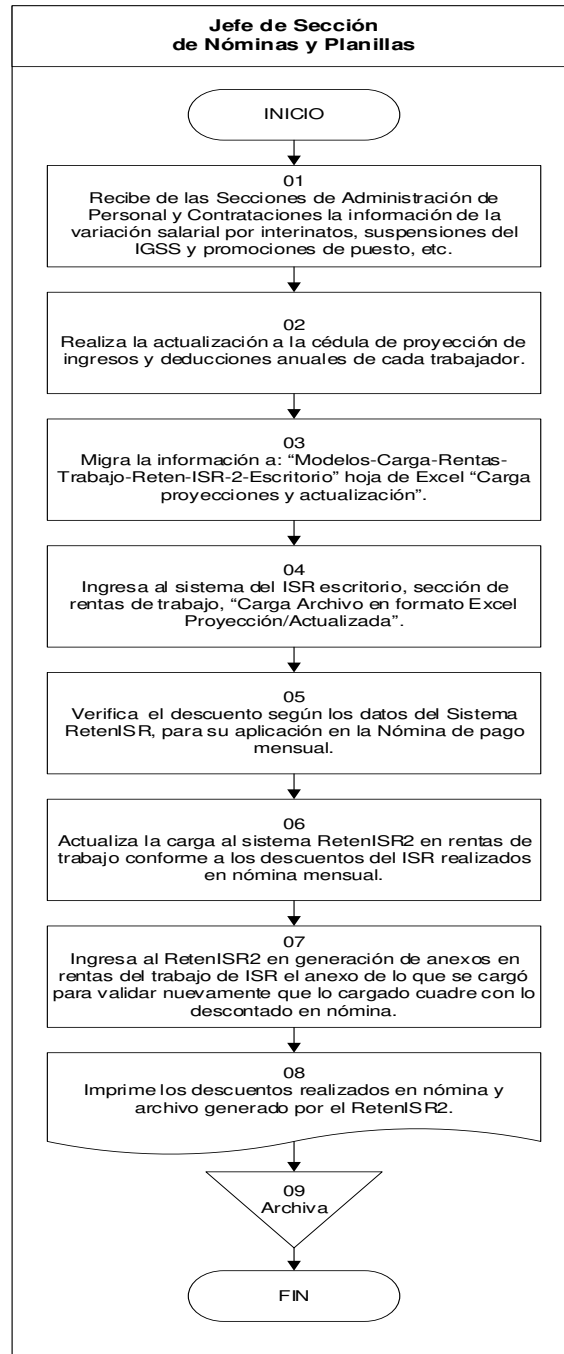 Jefe de Sección
de Nóminas y Planillas
INICIO
01
Recibe de las Secciones de Administración de
Personal y Contrataciones la información de la
variación salarial por interinatos, suspensiones del
IGSS y promociones de puesto, etc.
02
Realiza la actualización a la cédula de proyección de
ingresos y deducciones anuales de cada trabajador.
03
Migra la información a: “Modelos-Carga-Rentas-
Trabajo-Reten-ISR-2-Escritorio” hoja de Excel “Carga
proyecciones y actualización”.
04
Ingresa al sistema del ISR escritorio, sección de
rentas de trabajo, “Carga Archivo en formato Excel
Proyección/Actualizada”.
05
Verifica el descuento según los datos del Sistema
RetenISR, para su aplicación en la Nómina de pago
mensual.
06
Actualiza la carga al sistema RetenISR2 en rentas de
trabajo conforme a los descuentos del ISR realizados
en nómina mensual.
07
Ingresa al RetenISR2 en generación de anexos en
rentas del trabajo de ISR el anexo de lo que se cargó
para validar nuevamente que lo cargado cuadre con lo
descontado en nómina.
08
Imprime los descuentos realizados en nómina y
archivo generado por el RetenISR2.
09
Archiva
FIN